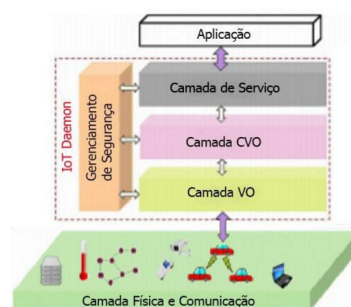 Aplicação
IoT Daemon
Gerenciamento
de Segurança
Camada de Serviço
Camada CVO
Camada VO
Camada Física e Comunicação